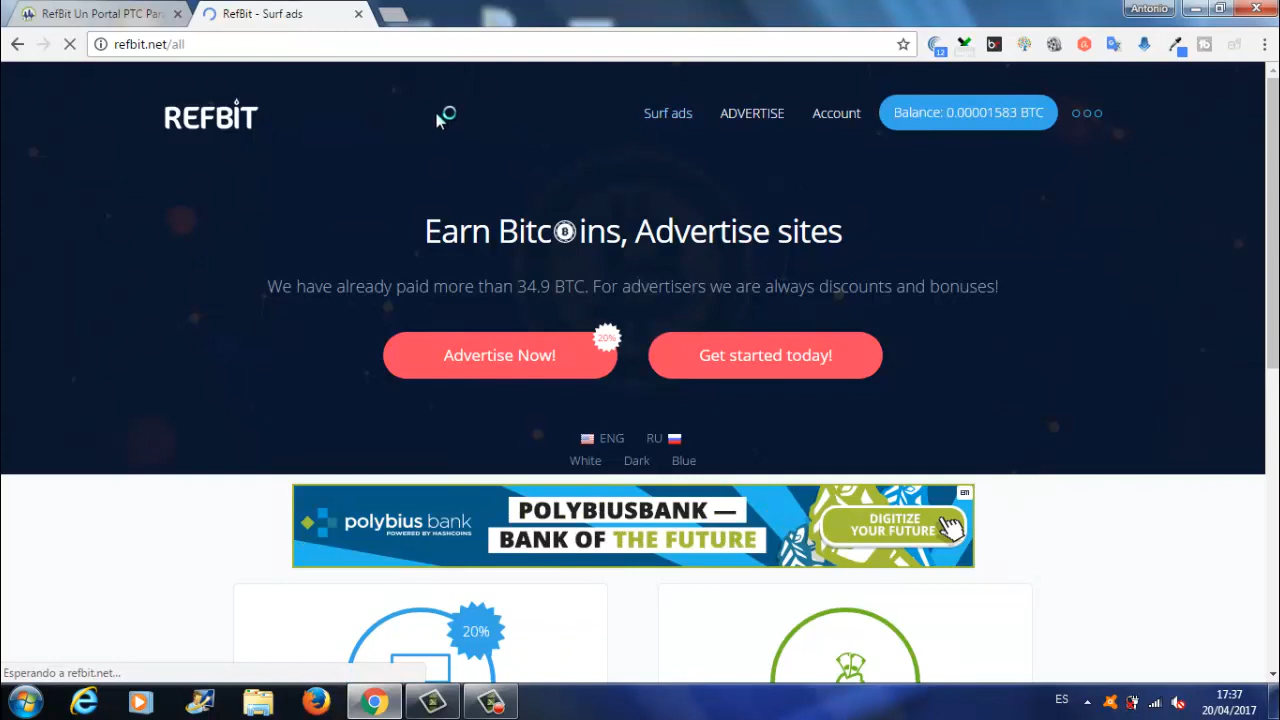 RefBit Un Portal PTC Para
RefBit - Surf ads
Antonio
refbit.net/all
12
REFBIT
Surf ads
ADVERTISE
Account
Balance: 0.00001583 BTC
Earn Bitcoins, Advertise sites
We have already paid more than 34.9 BTC. For advertisers we are always discounts and bonuses!
Advertise Now!
20%
Get started today!
ENG RU
White Dark Blue
polybius bank
POWERED BY HASHCOINS
POLYBIUSBANK —
BANK OF THE FUTURE
DIGITIZE
YOUR FUTURE
20%
Esperando a refbit.net...
ES
17:37
20/04/2017